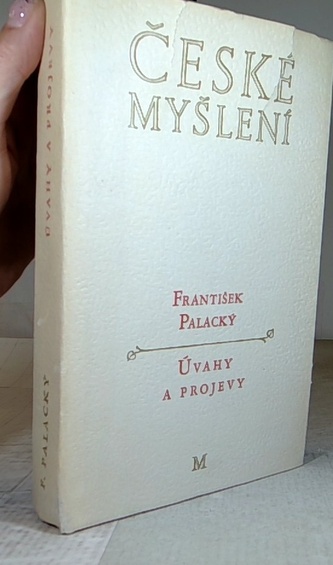 ČESKÉ
MYŠLENÍ
FRANTIŠEK
PALACKÝ
ÚVAHY
A PROJEVY
M
F. PALACKÝ
ÚVAHY A PROJEVY